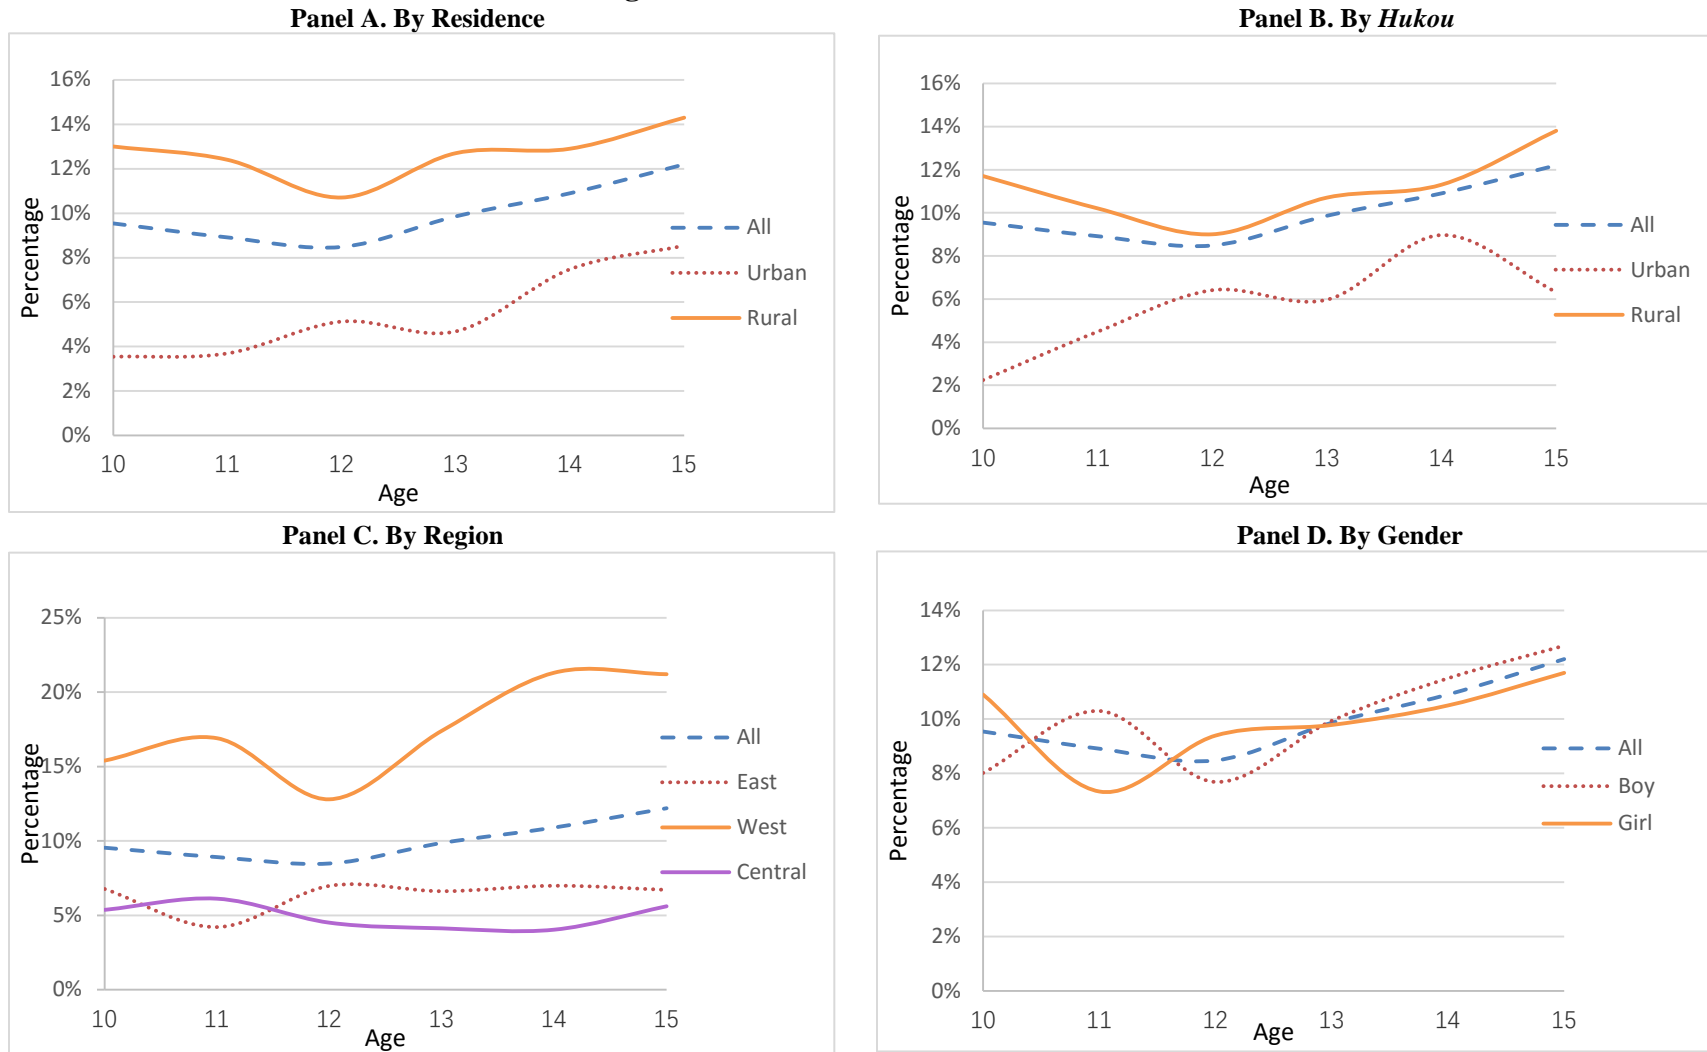 Panel A. By Residence
16%
14%
12%
10%
8%
6%
4%
2%
0%
Percentage
10 11 12 13 14 15
Age
All
Urban
Rural
Panel B. By Hukou
16%
14%
12%
10%
8%
6%
4%
2%
0%
Percentage
10 11 12 13 14 15
Age
All
Urban
Rural
Panel C. By Region
25%
20%
15%
10%
5%
0%
Percentage
10 11 12 13 14 15
Age
All
East
West
Central
Panel D. By Gender
14%
12%
10%
8%
6%
4%
2%
0%
Percentage
10 11 12 13 14 15
Age
All
Boy
Girl